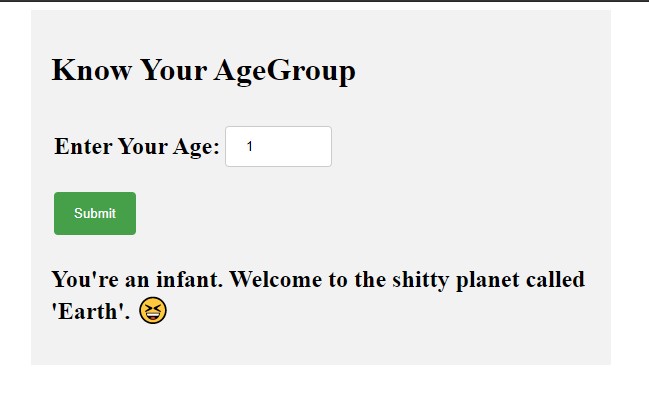 Know Your AgeGroup
Enter Your Age: 1
Submit
You're an infant. Welcome to the shitty planet called
'Earth'. 😆